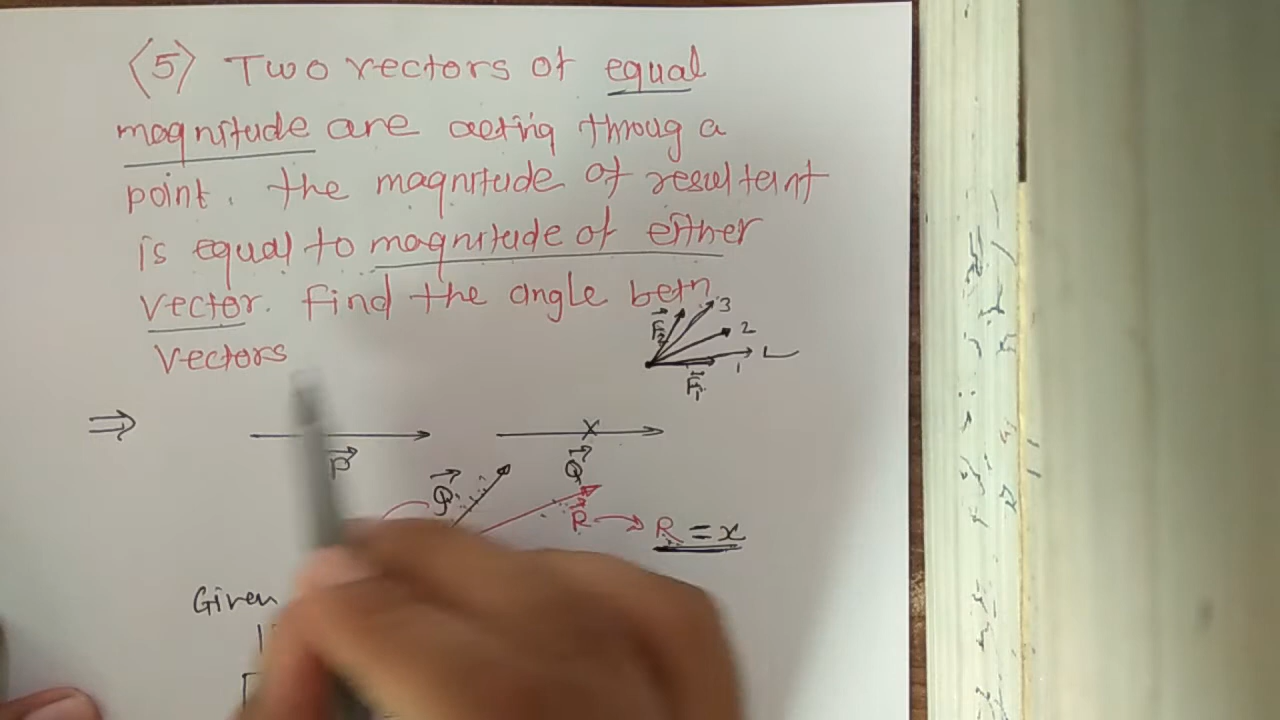 (5) Two vectors of equal
magnitude are acting throug a
point. The magnitude of resultant
is equal to magnitude of either
vector. Find the angle betn
vectors
F₂ 3
2
1
F₁
⇒
P
Q
Q
R → R = x
Given